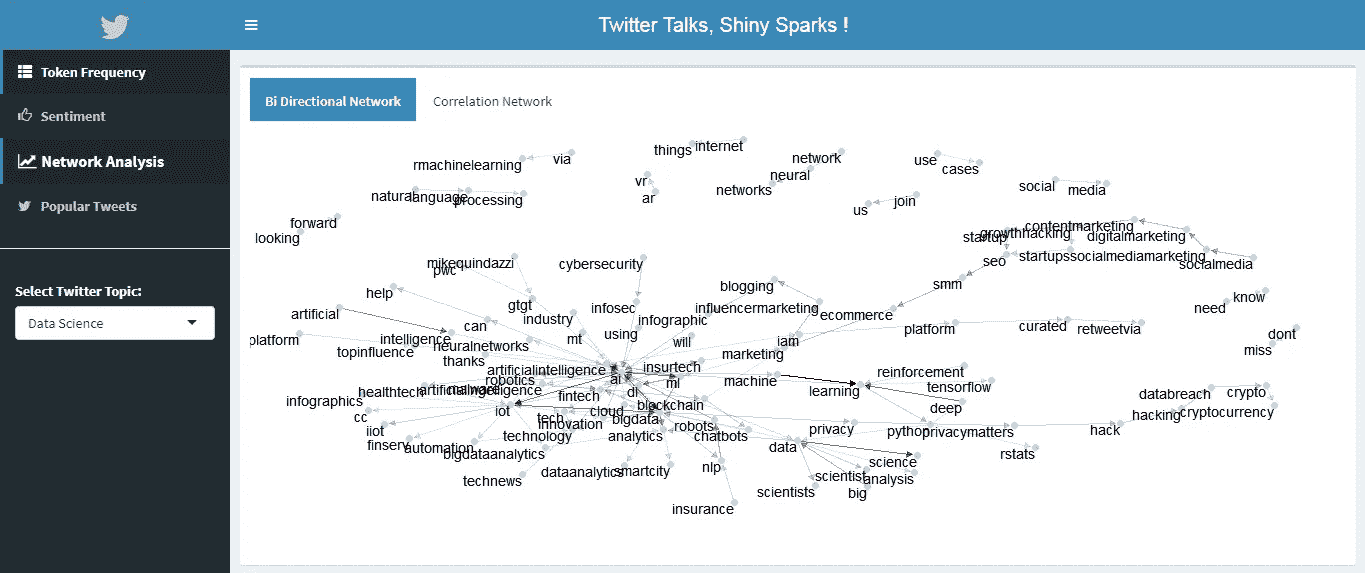 Twitter Talks, Shiny Sparks !
Token Frequency
Sentiment
Network Analysis
Popular Tweets
Select Twitter Topic:
Data Science
Bi Directional Network
Correlation Network
things internet
network
rmachinelearning via
use
cases
vr
neural
networks
ar
social media
natural language processing
us join
forward
looking
contentmarketing
growthhacking
startup
digitalmarketing
startups socialmediamarketing
socialmedia
seo
mikequindazzi
pwc
cybersecurity
smm
blogging
help
gtgt
infosec
influencermarketing
ecommerce
know
need
artificial
can
industry
infographic
using
platform
curated
retweetvia
dont
miss
platform
intelligence
neuralnetworks
mt
will
iam
topinfluence
thanks
marketing
artificialintelligence
insurtech
reinforcement
robotics
ai
ml
machine
learning
tensorflow
healthtech
malware
dl
infographics
fintech
blockchain
deep
databreach crypto
iot
cloud
cc
tech
bigdata
hacking cryptocurrency
iiot
innovation
robots
privacy
python privacymatters
hack
finserv
automation
technology
analytics
chatbots
data
rstats
bigdataanalytics
science
dataanalytics
smartcity
nlp
scientist
analysis
technews
scientists
big
insurance